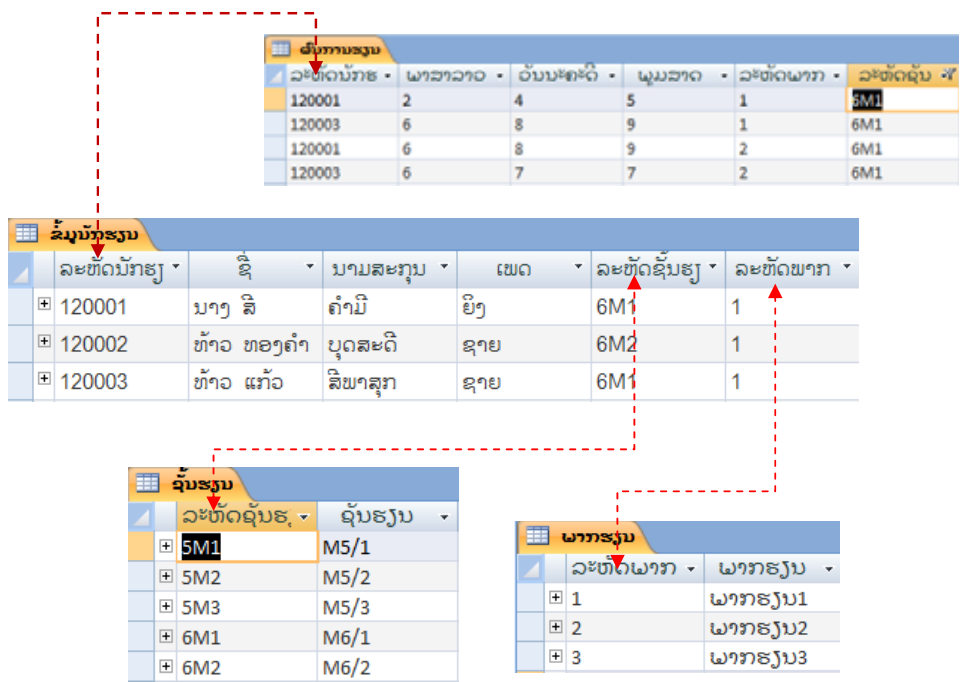 ຜົນການຮຽນ
ລະຫັດນັກຮ ພາສາລາວ ວັນນະຄະດີ ພູມສາດ ລະຫັດພາກ ລະຫັດຊັ້ນ
120001 2 4 5 1 6M1
120003 6 8 9 1 6M1
120001 6 8 9 2 6M1
120003 6 7 7 2 6M1
ຂໍ້ມູນັກຮຽນ
ລະຫັດນັກຮຽ ຊື່ ນາມສະກຸນ ເພດ ລະຫັດຊັ້ນຮຽ ລະຫັດພາກ
120001 ນາງ ສີ ຄຳມີ ຍິງ 6M1 1
120002 ທ້າວ ທອງຄຳ ບຸດສະດີ ຊາຍ 6M2 1
120003 ທ້າວ ແກ້ວ ສີພາສຸກ ຊາຍ 6M1 1
ຊັ້ນຮຽນ
ລະຫັດຊັ້ນຮ ຊັ້ນຮຽນ
5M1 M5/1
5M2 M5/2
5M3 M5/3
6M1 M6/1
6M2 M6/2
ພາກຮຽນ
ລະຫັດພາກ ພາກຮຽນ
1 ພາກຮຽນ1
2 ພາກຮຽນ2
3 ພາກຮຽນ3